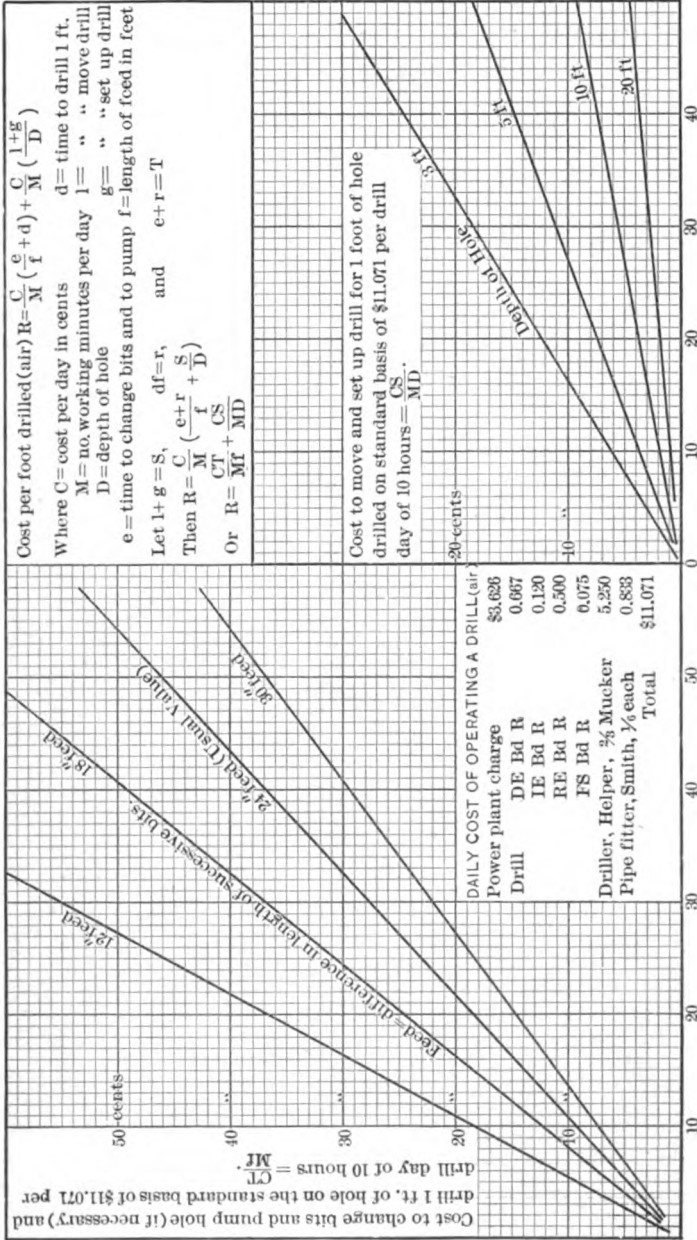 Cost per foot drilled (air) R = C/M (e/f + d) + C/M (l+g/D)
Where C = cost per day in cents d = time to drill 1 ft.
M = no. working minutes per day l = " " move drill
D = depth of hole g = " " set up drill
e = time to change bits and to pump f = length of feed in feet
Let l + g = S, df = r, and e + r = T
Then R = C/M (e+r/f + S/D)
Or R = CT/Mf + CS/MD
Cost to move and set up drill for 1 foot of hole
drilled on standard basis of $11.071 per drill
day of 10 hours = CS/MD.
20 cents
10 "
Depth of Hole
3 ft
5 ft
10 ft
20 ft
0 10 20 30 40
Cost to change bits and pump hole (if necessary) and
drill 1 ft. of hole on the standard basis of $11.071 per
drill day of 10 hours = CT/Mf.
50 cents
40 "
30
20 "
10 "
12" feed
18" feed
Feed = difference in length of successive bits.
24" feed (Usual Value)
30" feed
10 20 30 40 50
DAILY COST OF OPERATING A DRILL (air)
Power plant charge $3.626
Drill DE Bd R 0.667
IE Bd R 0.120
RE Bd R 0.500
FS Bd R 0.075
Driller, Helper, 2/6 Mucker 5.250
Pipe fitter, Smith, 1/6 each 0.833
Total $11.071